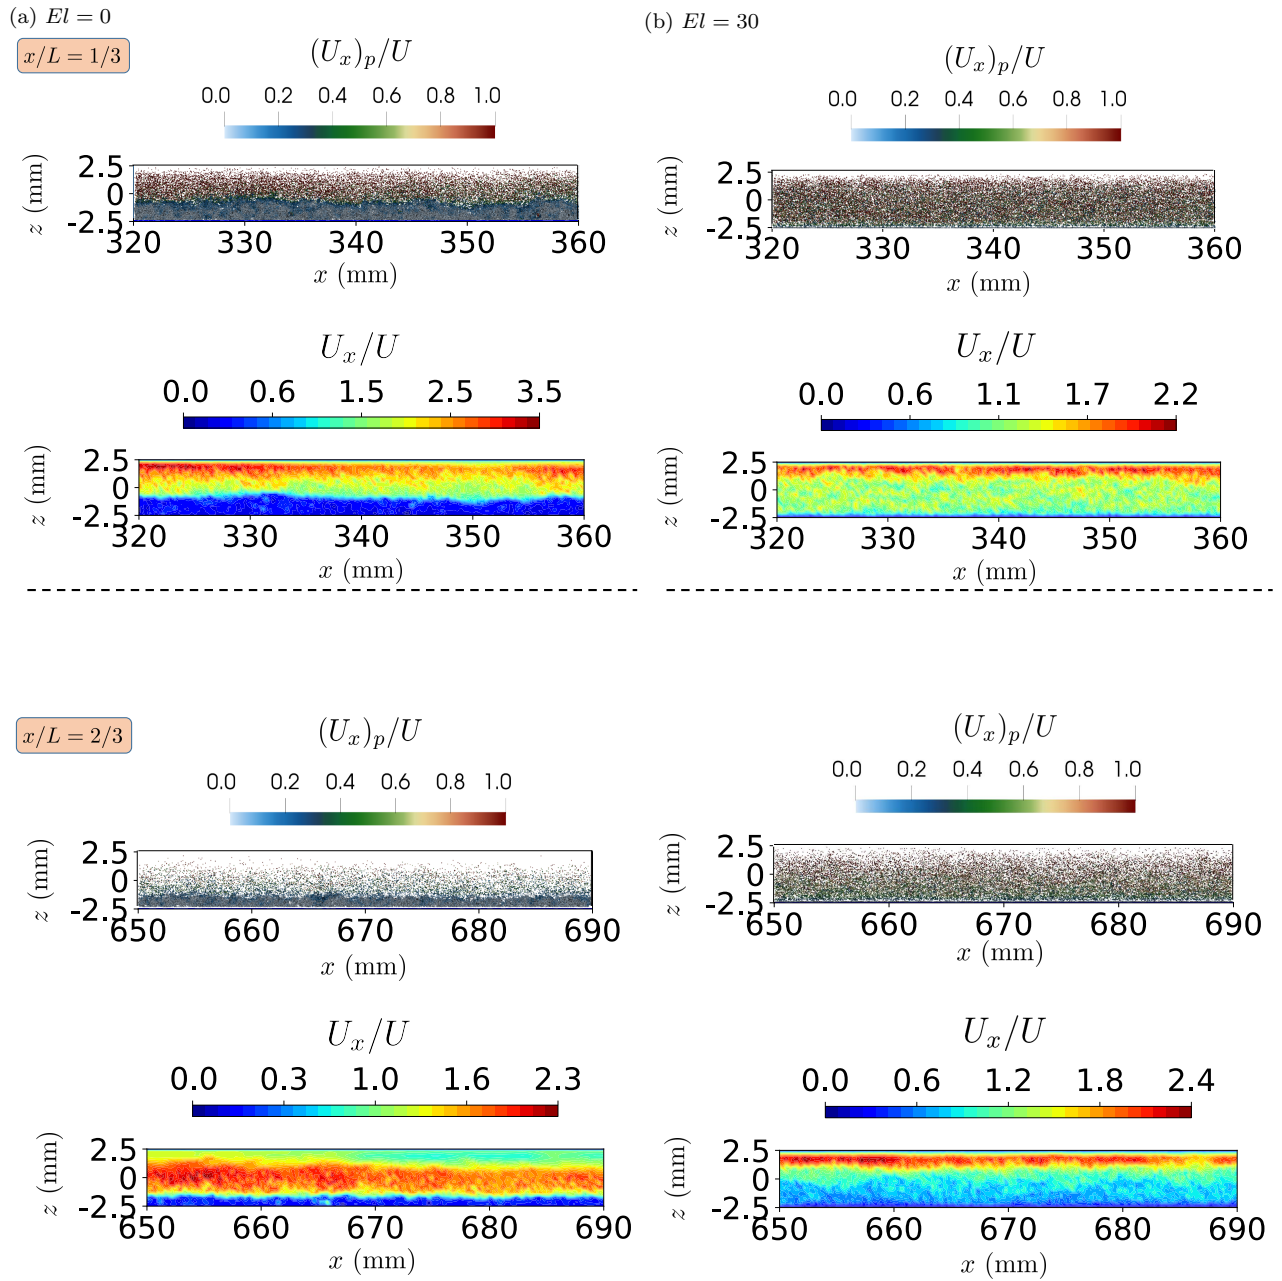 (a) El = 0
(b) El = 30
x/L = 1/3
(U_x)_p/U
0.0 0.2 0.4 0.6 0.8 1.0
z (mm)
2.5
0
-2.5
320 330 340 350 360
x (mm)
(U_x)_p/U
0.0 0.2 0.4 0.6 0.8 1.0
z (mm)
2.5
0
-2.5
320 330 340 350 360
x (mm)
U_x/U
0.0 0.6 1.5 2.5 3.5
z (mm)
2.5
0
-2.5
320 330 340 350 360
x (mm)
U_x/U
0.0 0.6 1.1 1.7 2.2
z (mm)
2.5
0
-2.5
320 330 340 350 360
x (mm)
x/L = 2/3
(U_x)_p/U
0.0 0.2 0.4 0.6 0.8 1.0
z (mm)
2.5
0
-2.5
650 660 670 680 690
x (mm)
(U_x)_p/U
0.0 0.2 0.4 0.6 0.8 1.0
z (mm)
2.5
0
-2.5
650 660 670 680 690
x (mm)
U_x/U
0.0 0.3 1.0 1.6 2.3
z (mm)
2.5
0
-2.5
650 660 670 680 690
x (mm)
U_x/U
0.0 0.6 1.2 1.8 2.4
z (mm)
2.5
0
-2.5
650 660 670 680 690
x (mm)